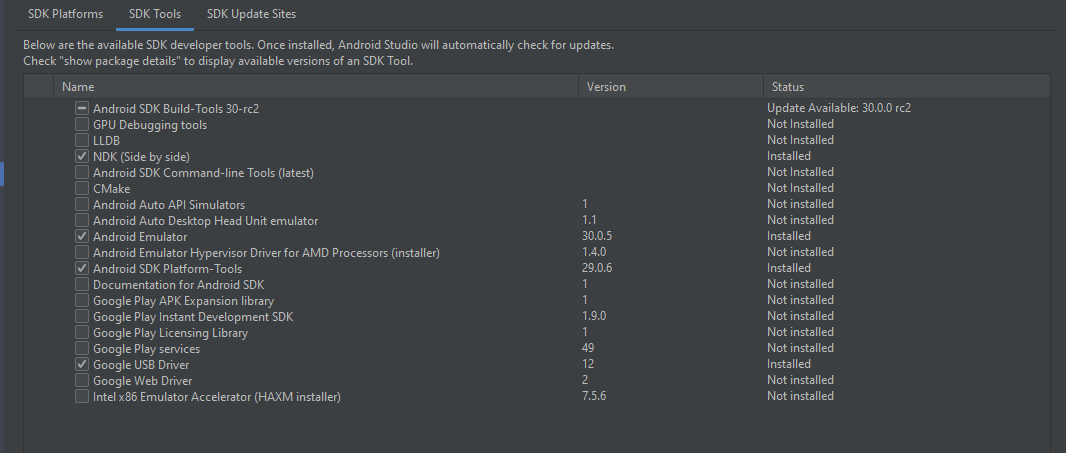 SDK Platforms SDK Tools SDK Update Sites
Below are the available SDK developer tools. Once installed, Android Studio will automatically check for updates.
Check "show package details" to display available versions of an SDK Tool.
Name Version Status
Android SDK Build-Tools 30-rc2 Update Available: 30.0.0 rc2
GPU Debugging tools Not Installed
LLDB Not Installed
NDK (Side by side) Installed
Android SDK Command-line Tools (latest) Not Installed
CMake Not Installed
Android Auto API Simulators 1 Not installed
Android Auto Desktop Head Unit emulator 1.1 Not installed
Android Emulator 30.0.5 Installed
Android Emulator Hypervisor Driver for AMD Processors (installer) 1.4.0 Not installed
Android SDK Platform-Tools 29.0.6 Installed
Documentation for Android SDK 1 Not installed
Google Play APK Expansion library 1 Not installed
Google Play Instant Development SDK 1.9.0 Not installed
Google Play Licensing Library 1 Not installed
Google Play services 49 Not installed
Google USB Driver 12 Installed
Google Web Driver 2 Not installed
Intel x86 Emulator Accelerator (HAXM installer) 7.5.6 Not installed